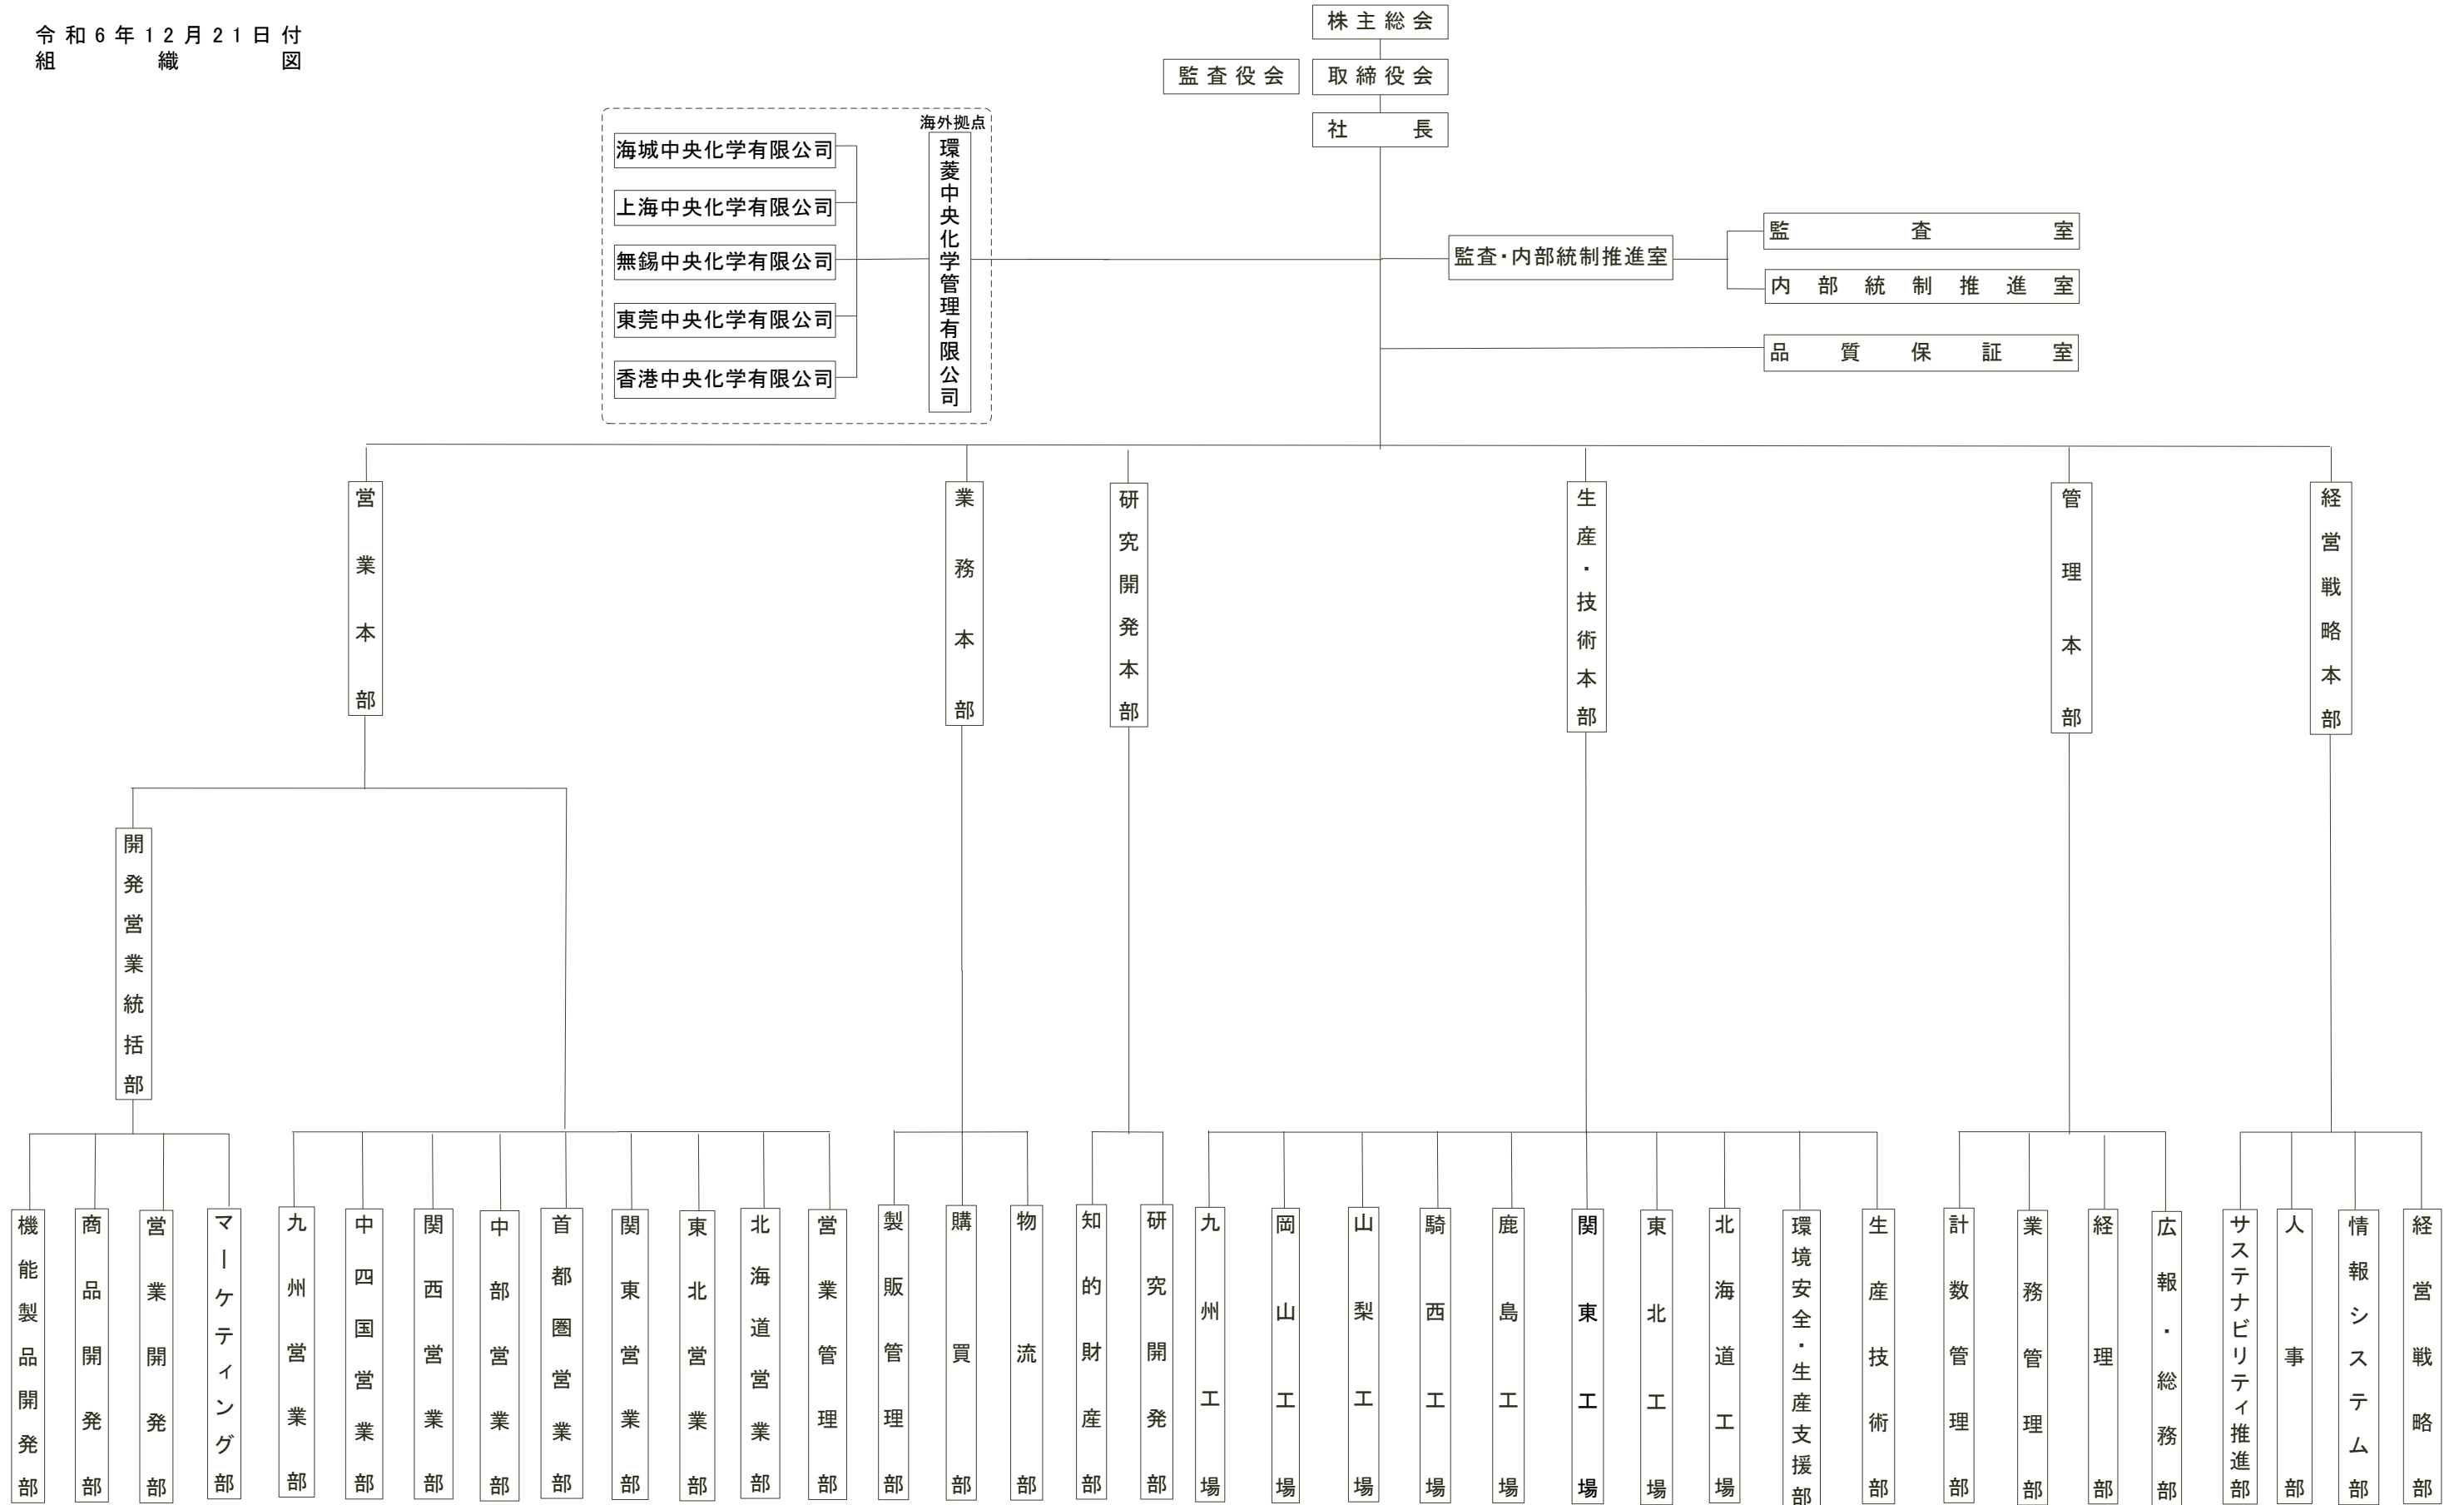 令和6年12月21日付
組織図
株主総会
監査役会
取締役会
社長
海外拠点
環菱中央化学管理有限公司
海城中央化学有限公司
上海中央化学有限公司
無錫中央化学有限公司
東莞中央化学有限公司
香港中央化学有限公司
監査・内部統制推進室
監査室
内部統制推進室
品質保証室
営業本部
業務本部
研究開発本部
生産・技術本部
管理本部
経営戦略本部
開発営業統括部
機能製品開発部
商品開発部
営業開発部
マーケティング部
九州営業部
中四国営業部
関西営業部
中部営業部
首都圏営業部
関東営業部
東北営業部
北海道営業部
営業管理部
製販管理部
購買部
物流部
知的財産部
研究開発部
九州工場
岡山工場
山梨工場
騎西工場
鹿島工場
関東工場
東北工場
北海道工場
環境安全・生産支援部
生産技術部
計数管理部
業務管理部
経理部
広報・総務部
サステナビリティ推進部
人事部
情報システム部
経営戦略部